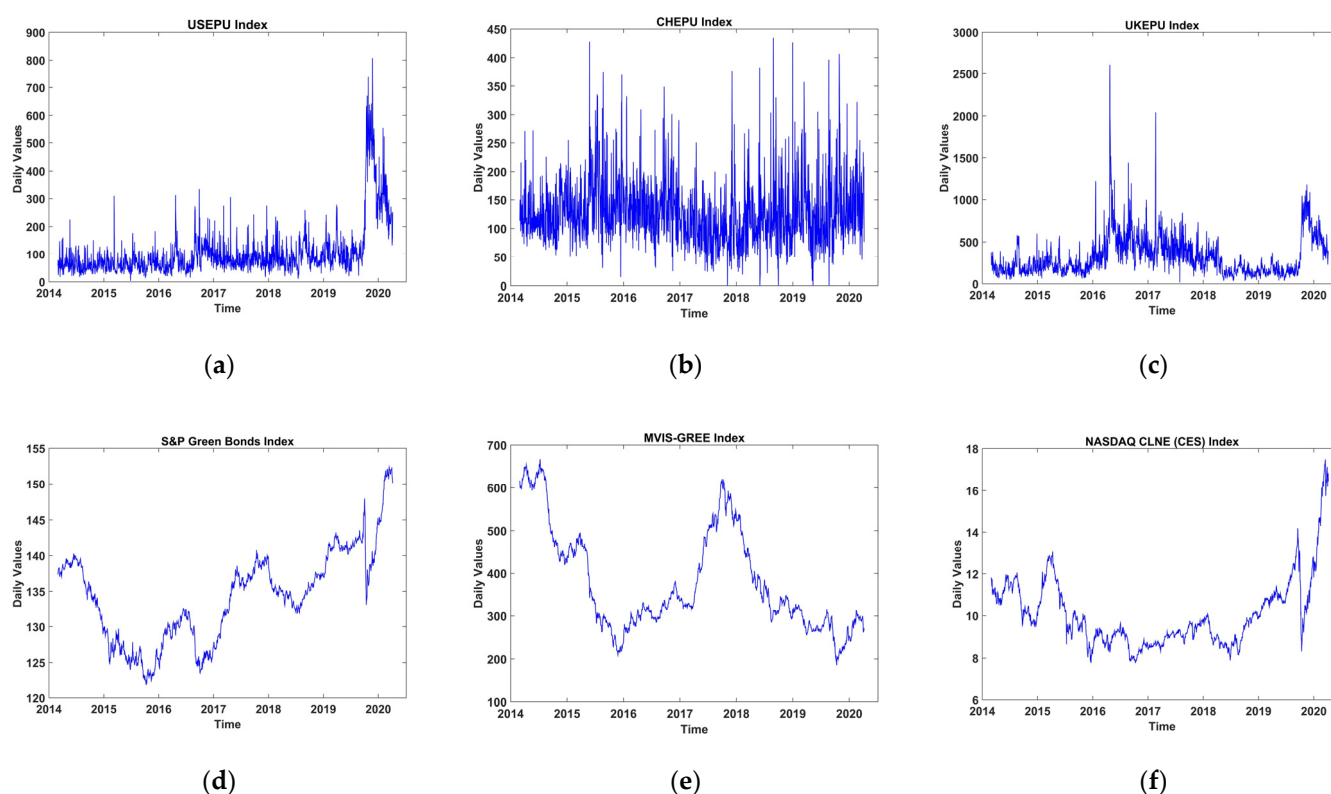 USEPU Index
900
800
700
600
500
400
300
200
100
0
Daily Values
2014 2015 2016 2017 2018 2019 2020
Time
(a)
CHEPU Index
450
400
350
300
250
200
150
100
50
0
Daily Values
2014 2015 2016 2017 2018 2019 2020
Time
(b)
UKEPU Index
3000
2500
2000
1500
1000
500
0
Daily Values
2014 2015 2016 2017 2018 2019 2020
Time
(c)
S&P Green Bonds Index
155
150
145
140
135
130
125
120
Daily Values
2014 2015 2016 2017 2018 2019 2020
Time
(d)
MVIS-GREE Index
700
600
500
400
300
200
100
Daily Values
2014 2015 2016 2017 2018 2019 2020
Time
(e)
NASDAQ CLNE (CES) Index
18
16
14
12
10
8
6
Daily Values
2014 2015 2016 2017 2018 2019 2020
Time
(f)